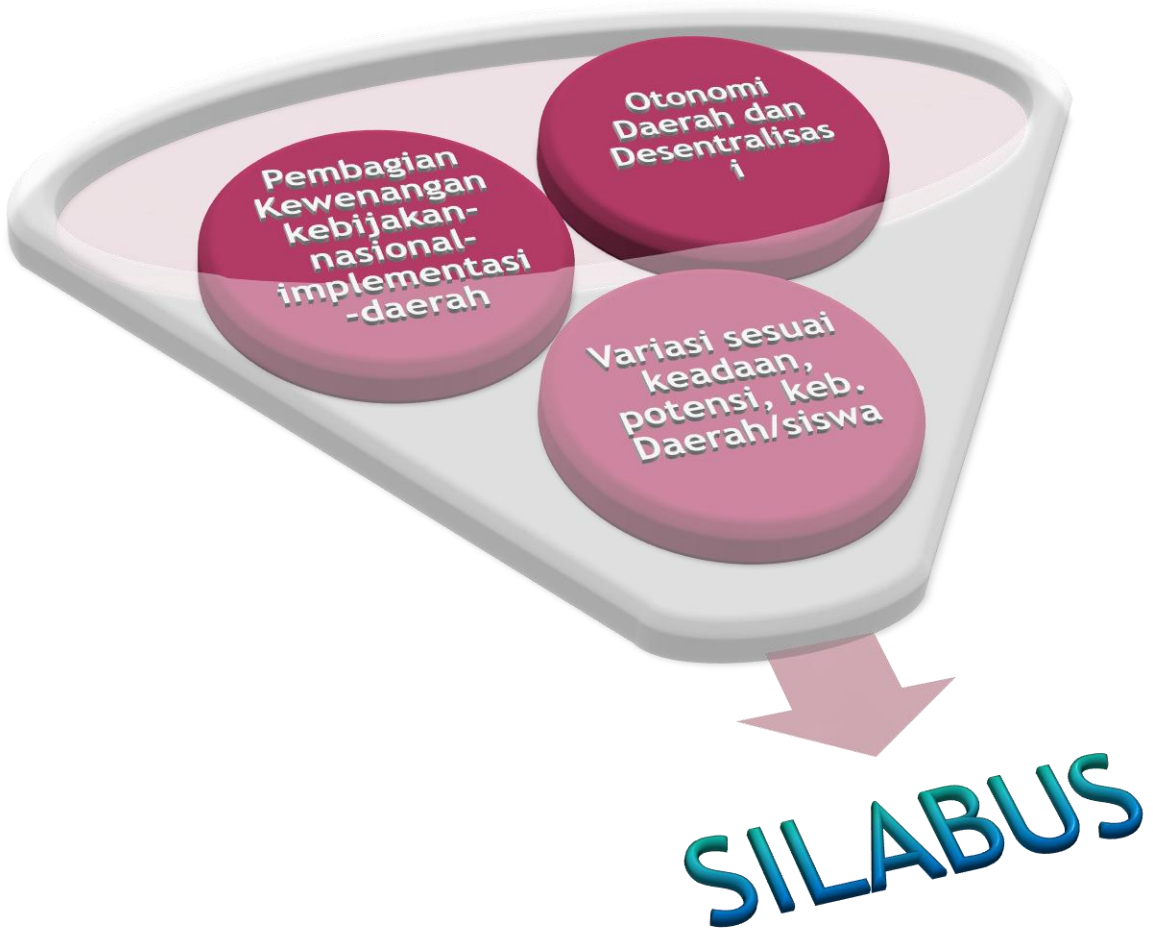 Otonomi
Daerah dan
Desentralisas
i
Pembagian
Kewenangan
kebijakan-
nasional-
implementasi
-daerah
Variasi sesuai
keadaan,
potensi, keb.
Daerah/siswa
SILABUS